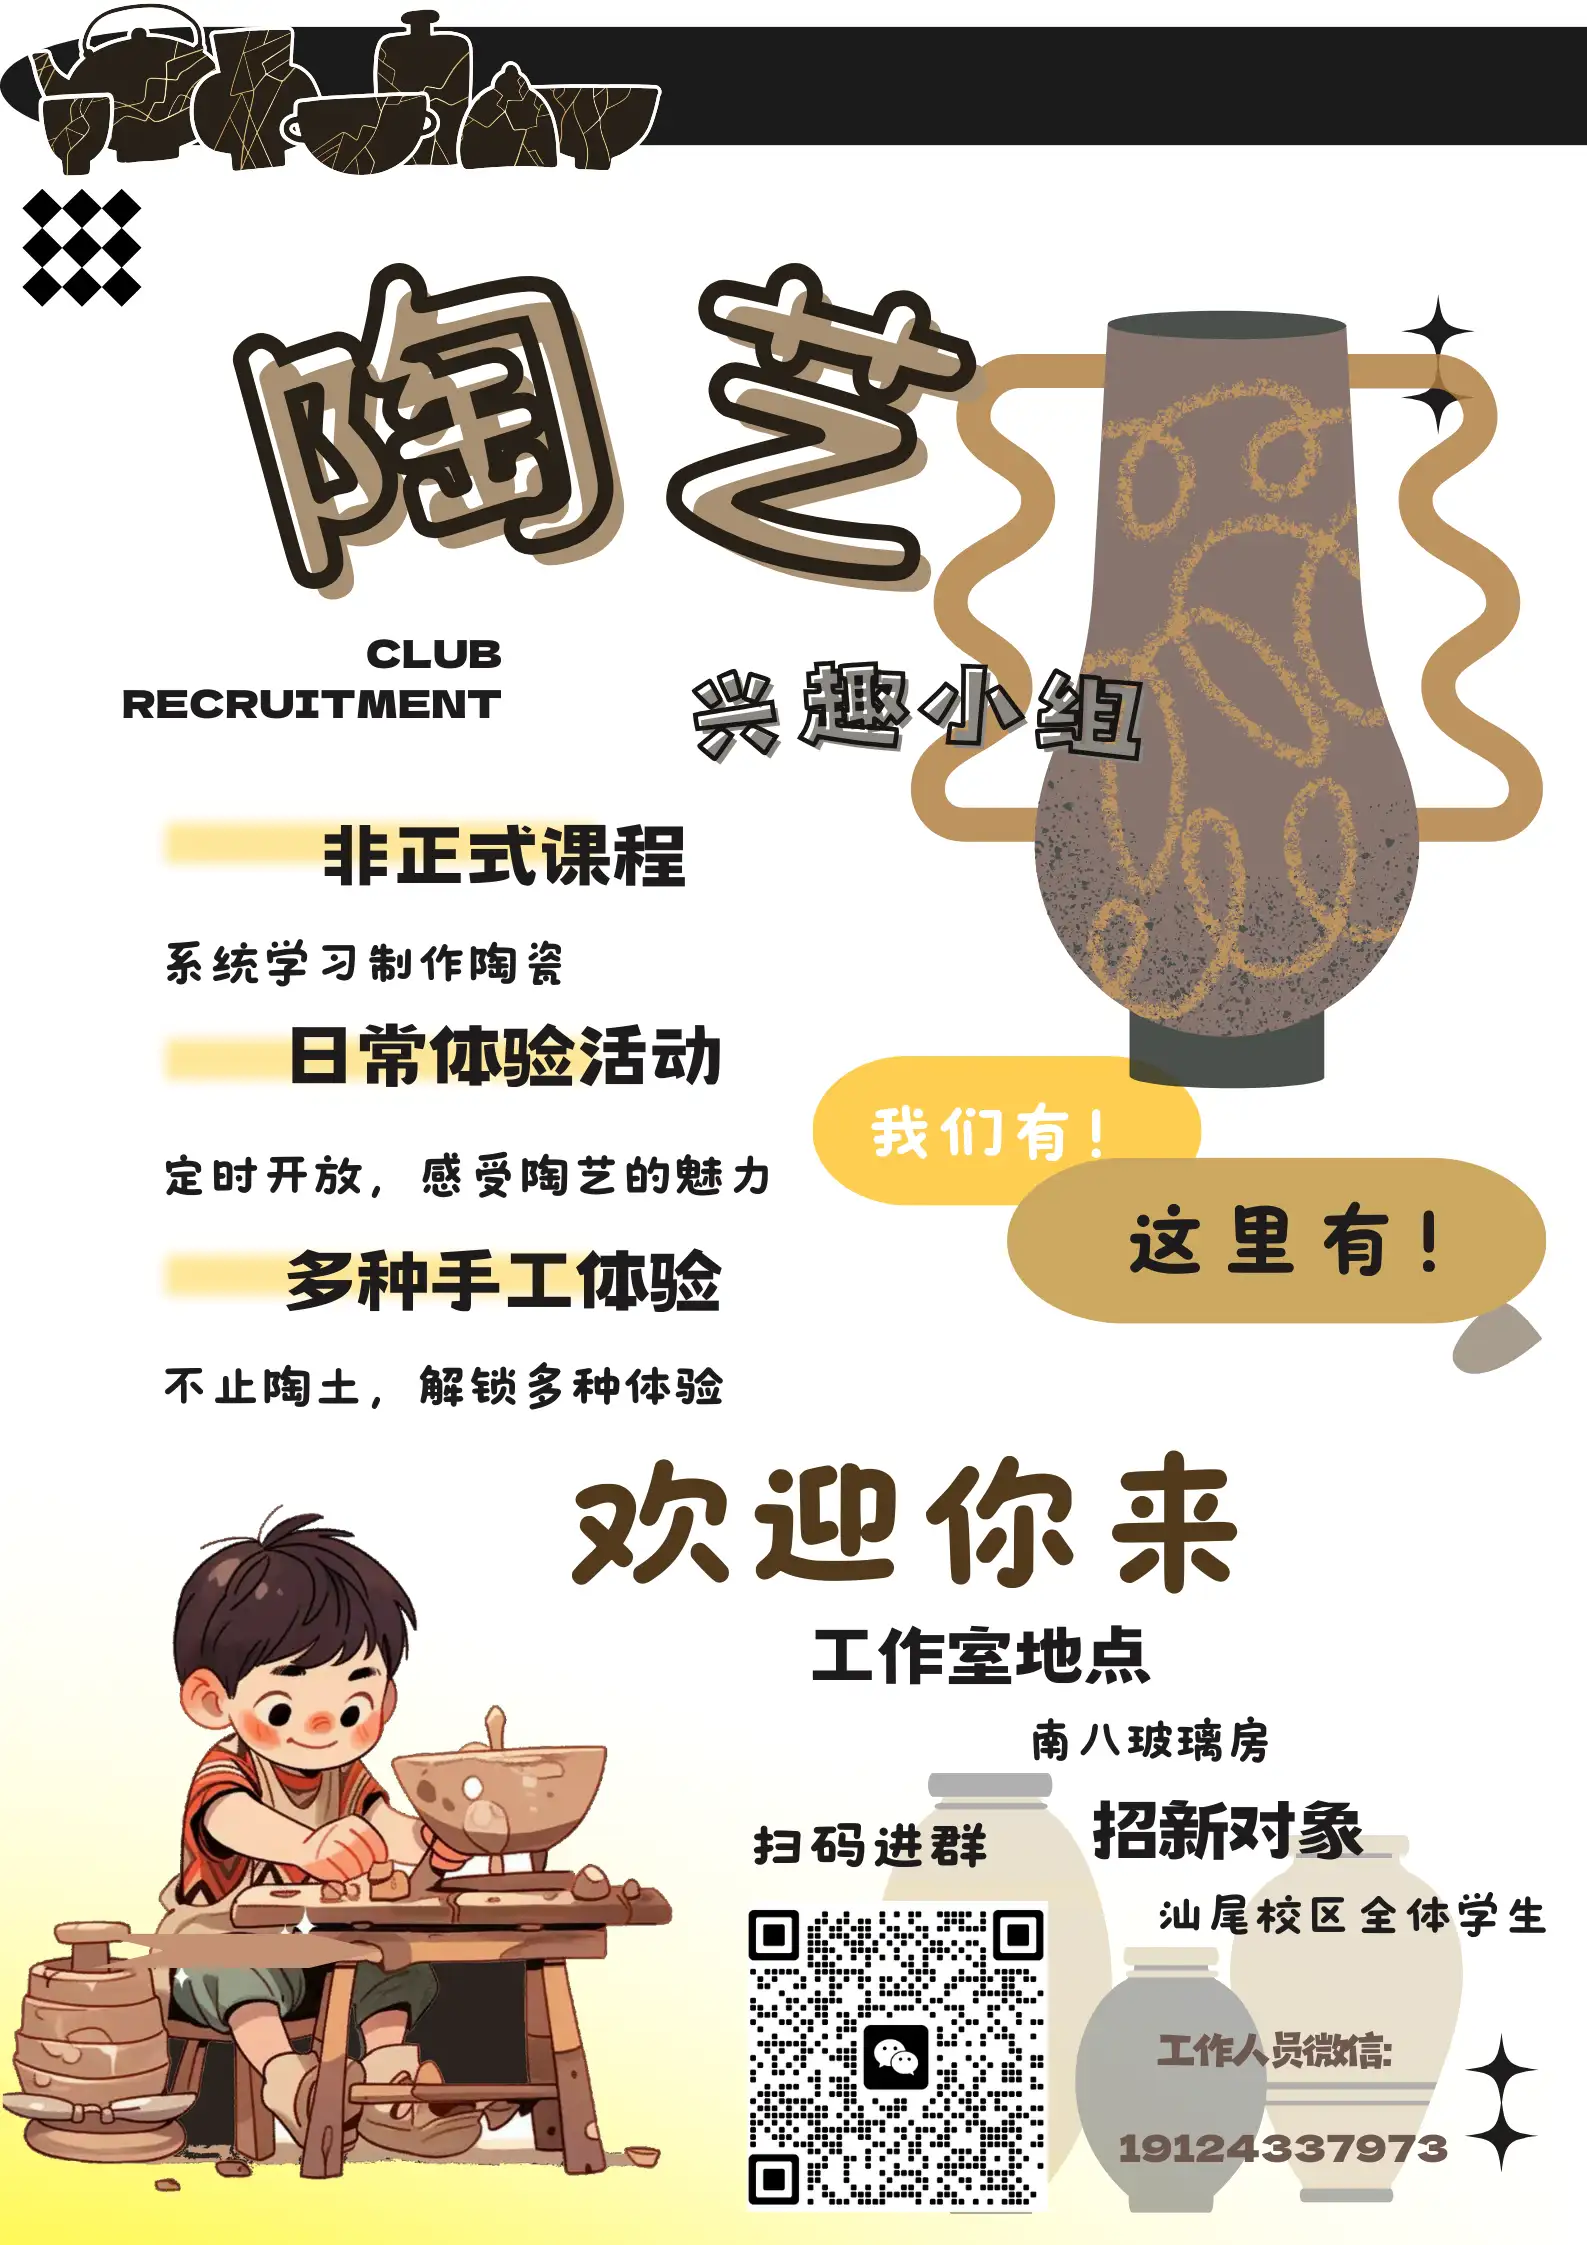 陶艺
CLUB
RECRUITMENT
兴趣小组
非正式课程
系统学习制作陶瓷
日常体验活动
定时开放，感受陶艺的魅力
多种手工体验
不止陶土，解锁多种体验
我们有！
这里有！
欢迎你来
工作室地点
南八玻璃房
扫码进群
招新对象
汕尾校区全体学生
工作人员微信:
19124337973